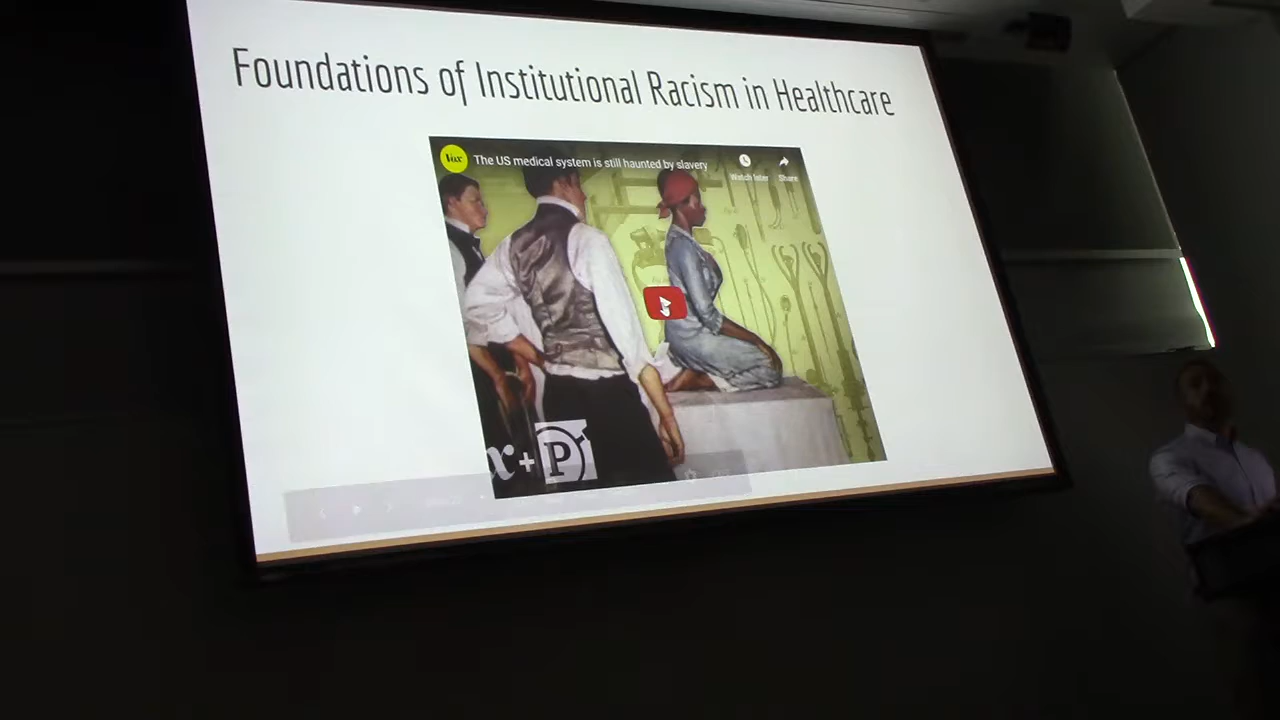 Foundations of Institutional Racism in Healthcare
Vox
The US medical system is still haunted by slavery
Watch later
Share
x+P